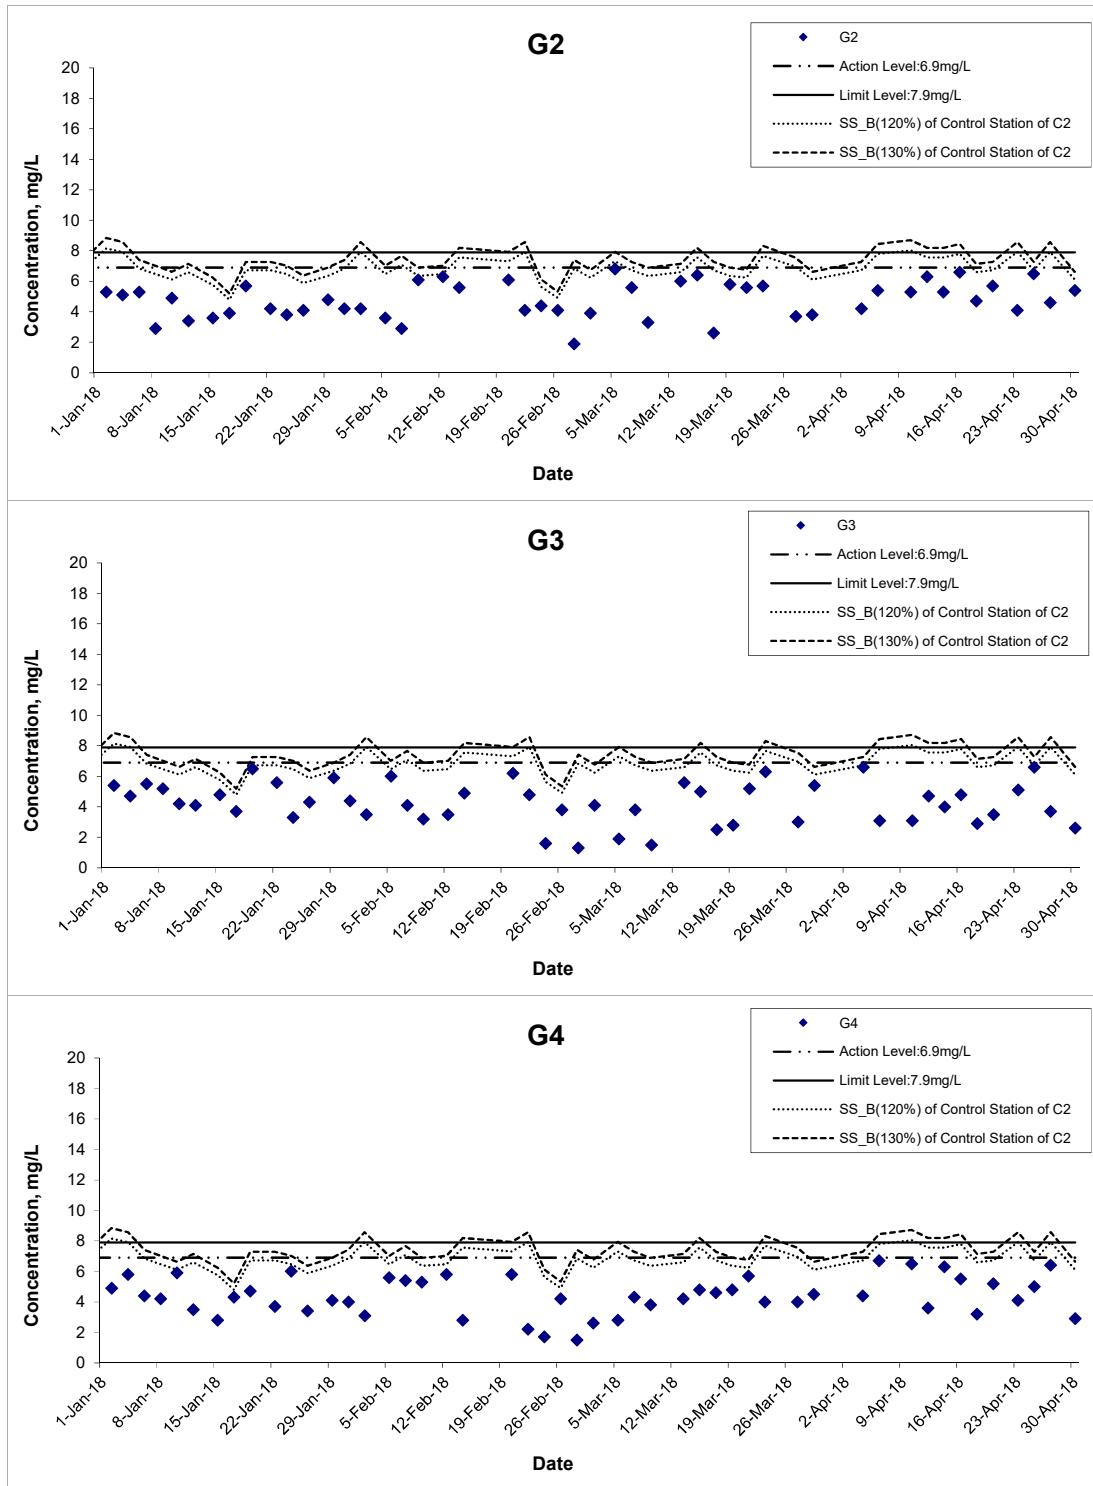 G2
G2
Action Level:6.9mg/L
Limit Level:7.9mg/L
SS_B(120%) of Control Station of C2
SS_B(130%) of Control Station of C2
Concentration, mg/L
20
18
16
14
12
10
8
6
4
2
0
1-Jan-18
8-Jan-18
15-Jan-18
22-Jan-18
29-Jan-18
5-Feb-18
12-Feb-18
19-Feb-18
26-Feb-18
5-Mar-18
12-Mar-18
19-Mar-18
26-Mar-18
2-Apr-18
9-Apr-18
16-Apr-18
23-Apr-18
30-Apr-18
Date
G3
G3
Action Level:6.9mg/L
Limit Level:7.9mg/L
SS_B(120%) of Control Station of C2
SS_B(130%) of Control Station of C2
Concentration, mg/L
20
18
16
14
12
10
8
6
4
2
0
1-Jan-18
8-Jan-18
15-Jan-18
22-Jan-18
29-Jan-18
5-Feb-18
12-Feb-18
19-Feb-18
26-Feb-18
5-Mar-18
12-Mar-18
19-Mar-18
26-Mar-18
2-Apr-18
9-Apr-18
16-Apr-18
23-Apr-18
30-Apr-18
Date
G4
G4
Action Level:6.9mg/L
Limit Level:7.9mg/L
SS_B(120%) of Control Station of C2
SS_B(130%) of Control Station of C2
Concentration, mg/L
20
18
16
14
12
10
8
6
4
2
0
1-Jan-18
8-Jan-18
15-Jan-18
22-Jan-18
29-Jan-18
5-Feb-18
12-Feb-18
19-Feb-18
26-Feb-18
5-Mar-18
12-Mar-18
19-Mar-18
26-Mar-18
2-Apr-18
9-Apr-18
16-Apr-18
23-Apr-18
30-Apr-18
Date